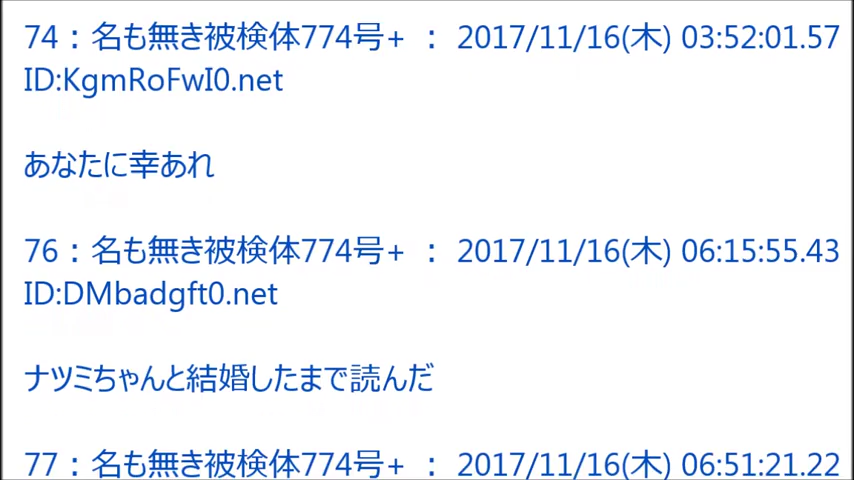 74：名も無き被検体774号+ ： 2017/11/16(木) 03:52:01.57
ID:KgmRoFwI0.net
あなたに幸あれ
76：名も無き被検体774号+ ： 2017/11/16(木) 06:15:55.43
ID:DMbadgft0.net
ナツミちゃんと結婚したまで読んだ
77：名も無き被検体774号+ ： 2017/11/16(木) 06:51:21.22